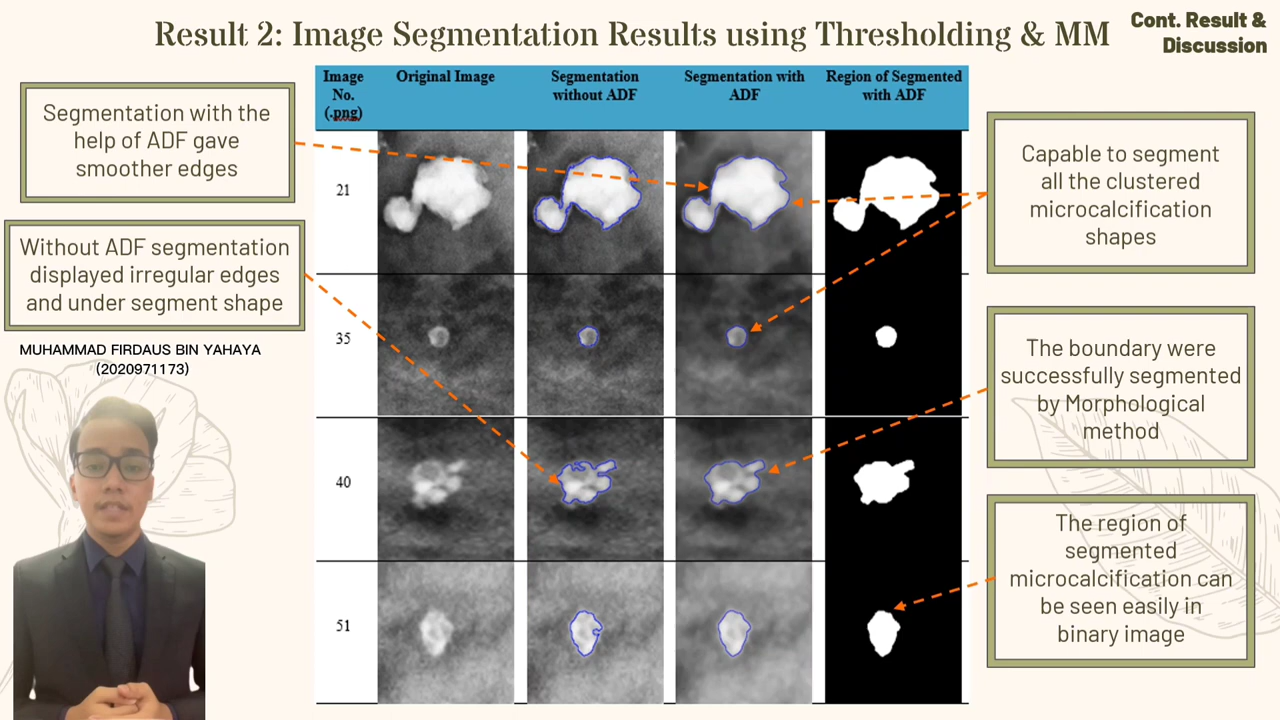 Result 2: Image Segmentation Results using Thresholding & MM
Cont. Result &
Discussion
Segmentation with the
help of ADF gave
smoother edges
Without ADF segmentation
displayed irregular edges
and under segment shape
MUHAMMAD FIRDAUS BIN YAHAYA
(2020971173)
Image
No.
(.png)
Original Image
Segmentation
without ADF
Segmentation with
ADF
Region of Segmented
with ADF
21
35
40
51
Capable to segment
all the clustered
microcalcification
shapes
The boundary were
successfully segmented
by Morphological
method
The region of
segmented
microcalcification can
be seen easily in
binary image